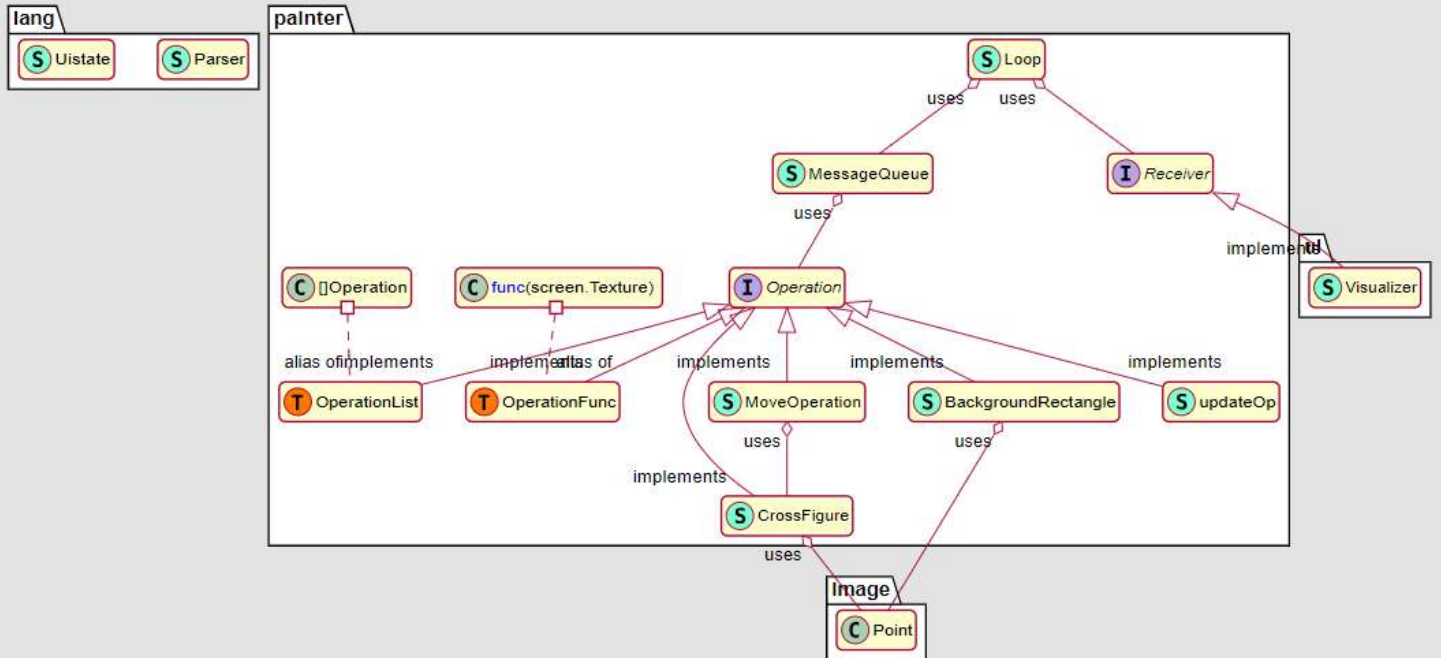 lang
painter
S Uistate
S Parser
S Loop
uses
uses
S MessageQueue
I Receiver
uses
implements
ui
C []Operation
C func(screen.Texture)
I Operation
S Visualizer
alias of
implements
implements
alias of
implements
implements
implements
T OperationList
T OperationFunc
S MoveOperation
S BackgroundRectangle
S updateOp
uses
uses
implements
S CrossFigure
uses
image
C Point